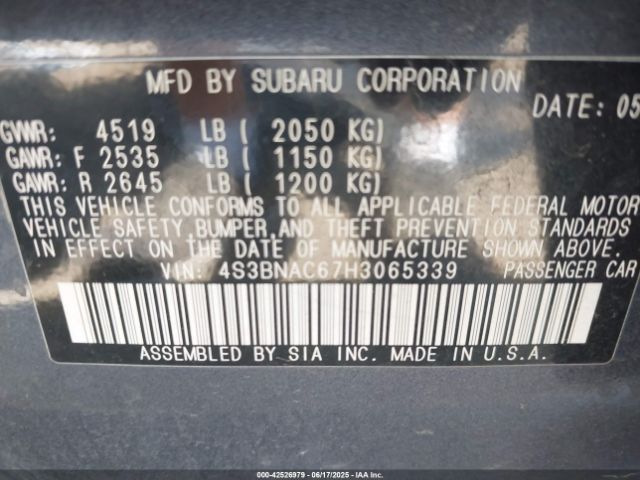 MFD BY SUBARU CORPORATION
DATE: 05
GVWR: 4519 LB ( 2050 KG)
GAWR: F 2535 LB ( 1150 KG)
GAWR: R 2645 LB ( 1200 KG)
THIS VEHICLE CONFORMS TO ALL APPLICABLE FEDERAL MOTOR
VEHICLE SAFETY, BUMPER, AND THEFT PREVENTION STANDARDS
IN EFFECT ON THE DATE OF MANUFACTURE SHOWN ABOVE.
VIN: 4S3BNAC67H3065339 PASSENGER CAR
ASSEMBLED BY SIA INC. MADE IN U.S.A.
000-42526979 | 06/17/2025 - IAA Inc.